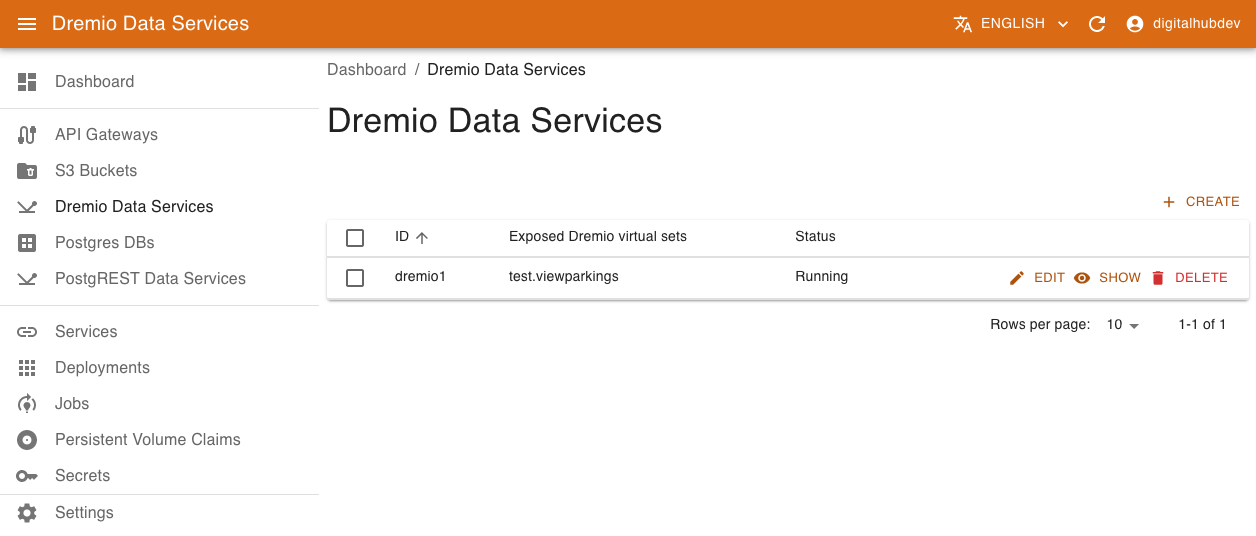 Dremio Data Services
ENGLISH
digitalhubdev
Dashboard
API Gateways
S3 Buckets
Dremio Data Services
Postgres DBs
PostgREST Data Services
Services
Deployments
Jobs
Persistent Volume Claims
Secrets
Settings
Dashboard / Dremio Data Services
Dremio Data Services
+ CREATE
ID Exposed Dremio virtual sets Status
dremio1 test.viewparkings Running EDIT SHOW DELETE
Rows per page: 10 1-1 of 1